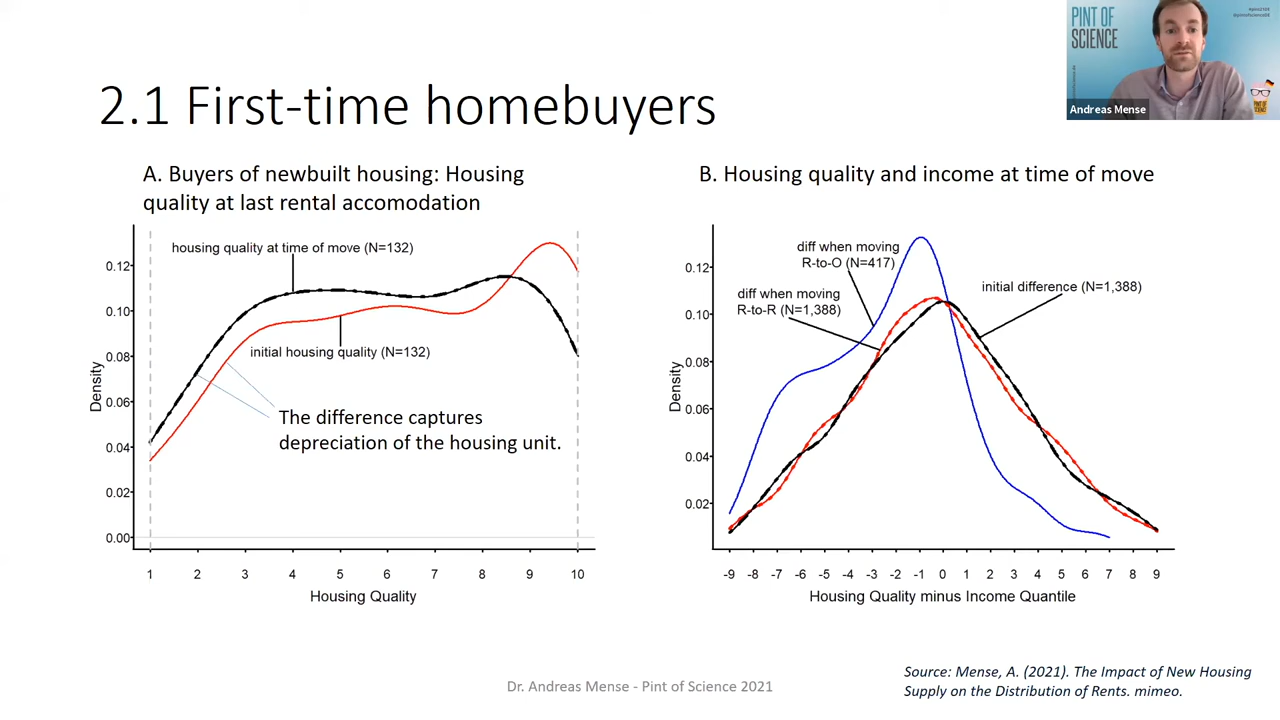 PINT OF
SCIENCE
Andreas Mense
2.1 First-time homebuyers
A. Buyers of newbuilt housing: Housing
quality at last rental accomodation
housing quality at time of move (N=132)
initial housing quality (N=132)
The difference captures
depreciation of the housing unit.
Density
0.12
0.10
0.08
0.06
0.04
0.02
0.00
1 2 3 4 5 6 7 8 9 10
Housing Quality
B. Housing quality and income at time of move
diff when moving
R-to-O (N=417)
diff when moving
R-to-R (N=1,388)
initial difference (N=1,388)
Density
0.12
0.10
0.08
0.06
0.04
0.02
-9 -8 -7 -6 -5 -4 -3 -2 -1 0 1 2 3 4 5 6 7 8 9
Housing Quality minus Income Quantile
Dr. Andreas Mense - Pint of Science 2021
Source: Mense, A. (2021). The Impact of New Housing
Supply on the Distribution of Rents. mimeo.